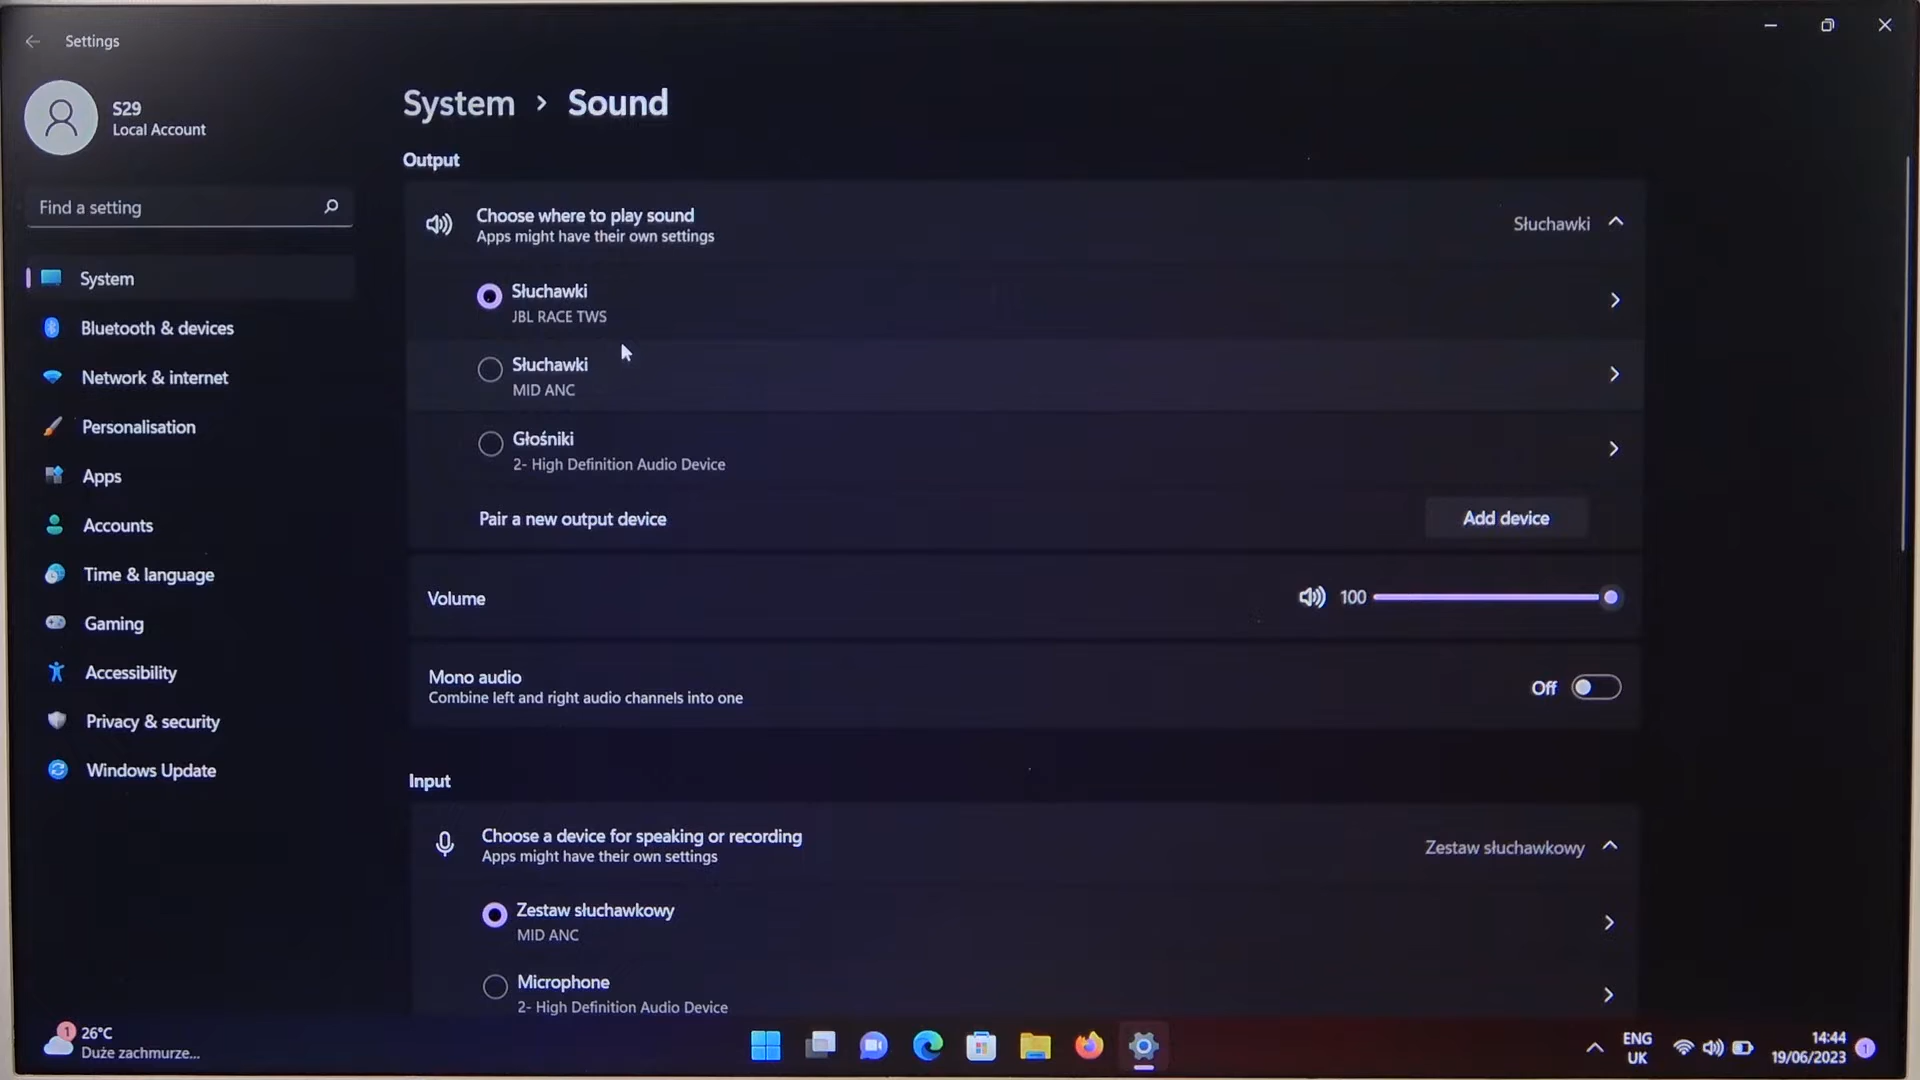 Settings
S29
Local Account
Find a setting
System
Bluetooth & devices
Network & internet
Personalisation
Apps
Accounts
Time & language
Gaming
Accessibility
Privacy & security
Windows Update
System › Sound
Output
Choose where to play sound
Apps might have their own settings
Słuchawki
Słuchawki
JBL RACE TWS
Słuchawki
MID ANC
Głośniki
2- High Definition Audio Device
Pair a new output device
Add device
Volume
100
Mono audio
Combine left and right audio channels into one
Off
Input
Choose a device for speaking or recording
Apps might have their own settings
Zestaw słuchawkowy
Zestaw słuchawkowy
MID ANC
Microphone
2- High Definition Audio Device
1
26°C
Duże zachmurze...
ENG
UK
14:44
19/06/2023
1